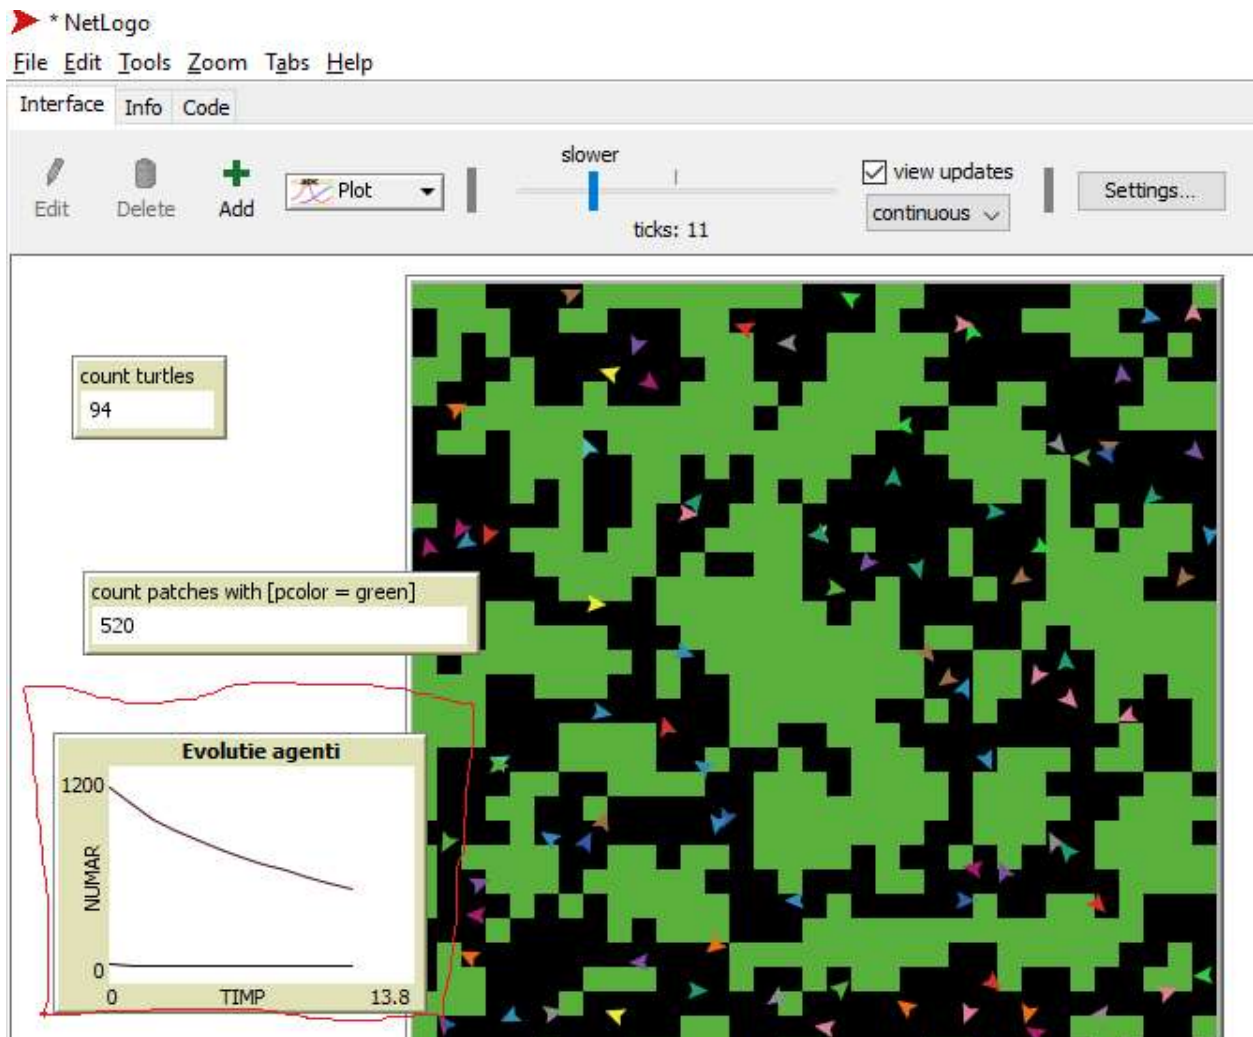 * NetLogo
File Edit Tools Zoom Tabs Help
Interface Info Code
Edit Delete Add Plot slower ticks: 11 view updates continuous Settings...
count turtles
94
count patches with [pcolor = green]
520
Evolutie agenti
1200
NUMAR
0
0 TIMP 13.8